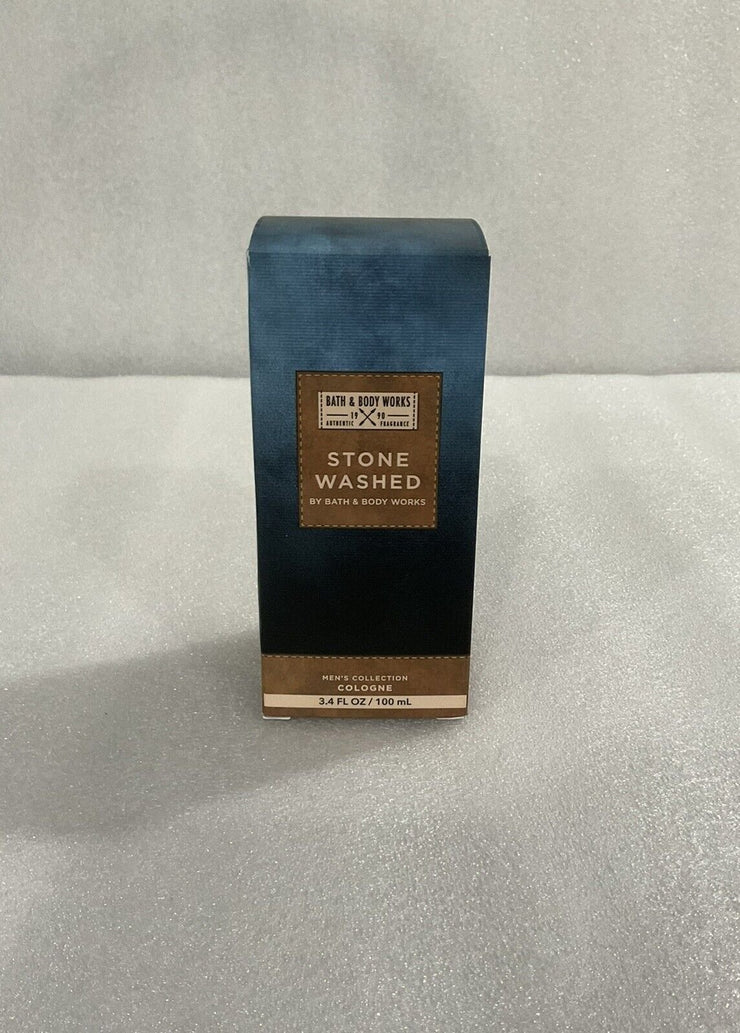 BATH & BODY WORKS
19 90
AUTHENTIC FRAGRANCE
STONE
WASHED
BY BATH & BODY WORKS
MEN'S COLLECTION
COLOGNE
3.4 FL OZ / 100 mL